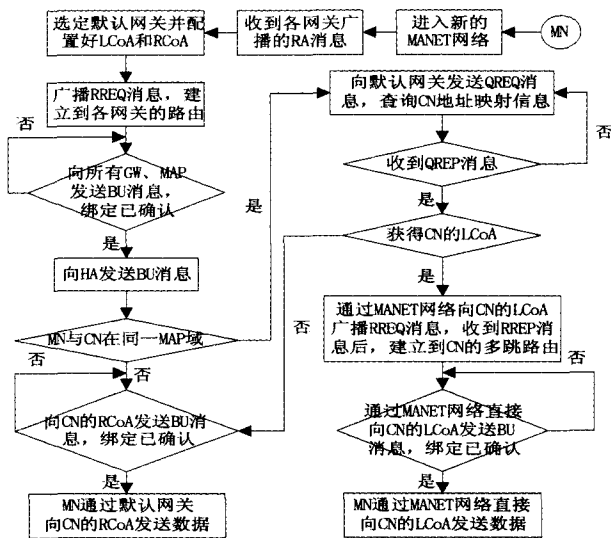 选定默认网关并配
置好LCoA和RCoA
收到各网关广
播的RA消息
进入新的
MANET网络
MN
广播RREQ消息，建
立到各网关的路由
否
向所有GW、MAP
发送BU消息，
绑定已确认
是
向HA发送BU消息
MN与CN在同一MAP域
是
否
否
向CN的RCoA发送BU消
息，绑定已确认
是
MN通过默认网关
向CN的RCoA发送数据
向默认网关发送QREQ消
息，查询CN地址映射信息
否
收到QREP消息
是
获得CN的LCoA
是
否
通过MANET网络向CN的LCoA
广播RREQ消息，收到RREP消
息后，建立到CN的多跳路由
否
通过MANET网络直接
向CN的LCoA发送BU
消息，绑定已确认
是
MN通过MANET网络直接
向CN的LCoA发送数据